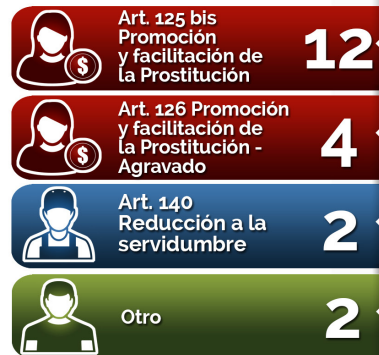 Art. 125 bis
Promoción
y facilitación de
la Prostitución
12
$
Art. 126 Promoción
y facilitación de
la Prostitución -
Agravado
4
$
Art. 140
Reducción a la
servidumbre
2
Otro
2